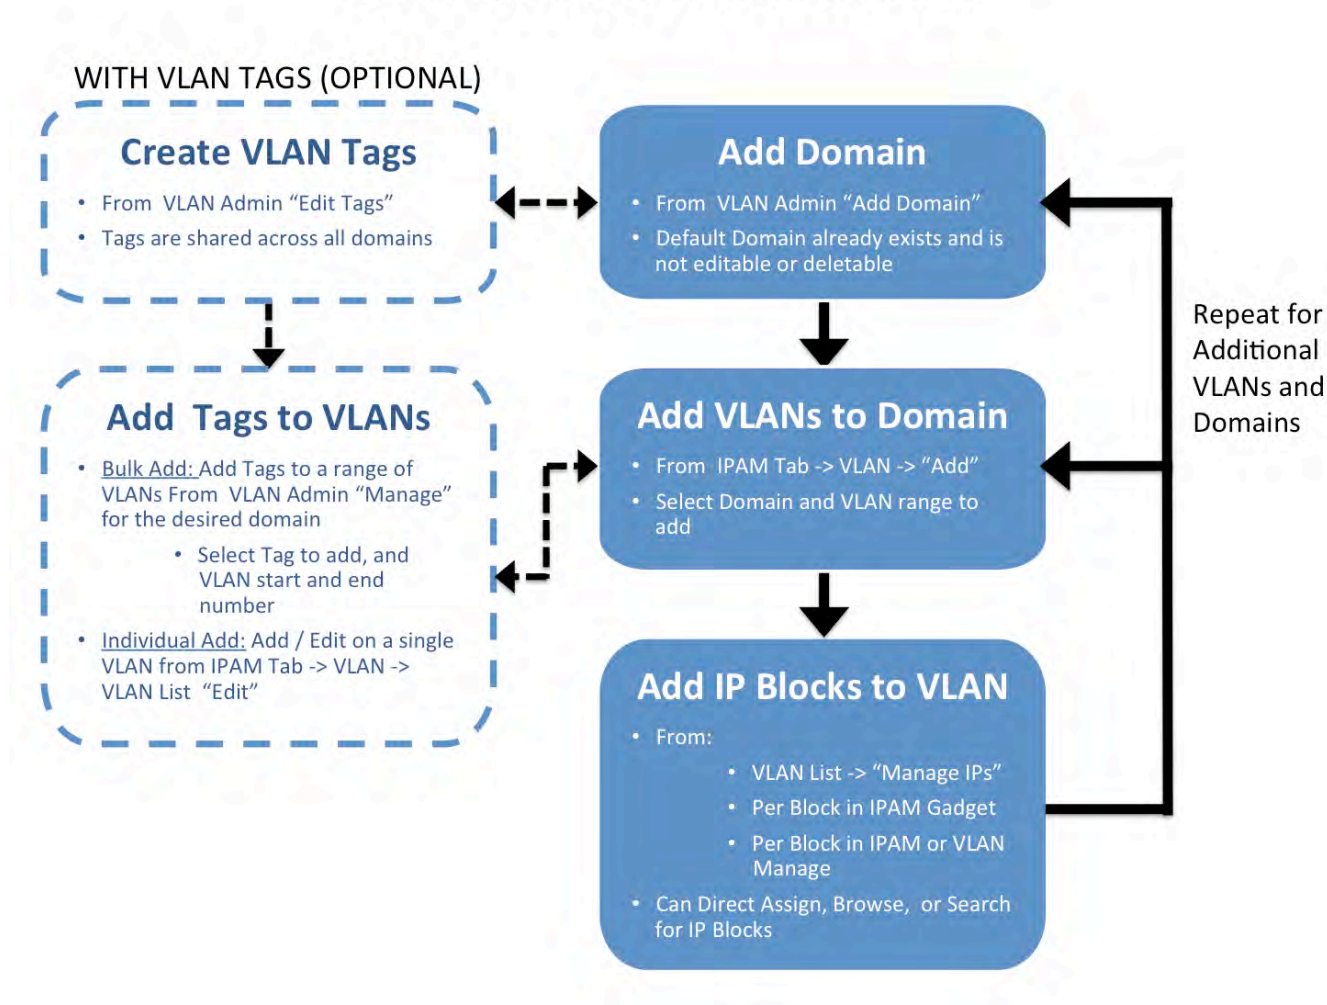 WITH VLAN TAGS (OPTIONAL)
Create VLAN Tags
• From VLAN Admin “Edit Tags”
• Tags are shared across all domains
Add Domain
• From VLAN Admin “Add Domain”
• Default Domain already exists and is
not editable or deletable
Repeat for
Additional
VLANs and
Domains
Add Tags to VLANs
• Bulk Add: Add Tags to a range of
VLANs From VLAN Admin “Manage”
for the desired domain
• Select Tag to add, and
VLAN start and end
number
• Individual Add: Add / Edit on a single
VLAN from IPAM Tab -> VLAN ->
VLAN List “Edit”
Add VLANs to Domain
• From IPAM Tab -> VLAN -> “Add”
• Select Domain and VLAN range to
add
Add IP Blocks to VLAN
• From:
• VLAN List -> “Manage IPs”
• Per Block in IPAM Gadget
• Per Block in IPAM or VLAN
Manage
• Can Direct Assign, Browse, or Search
for IP Blocks